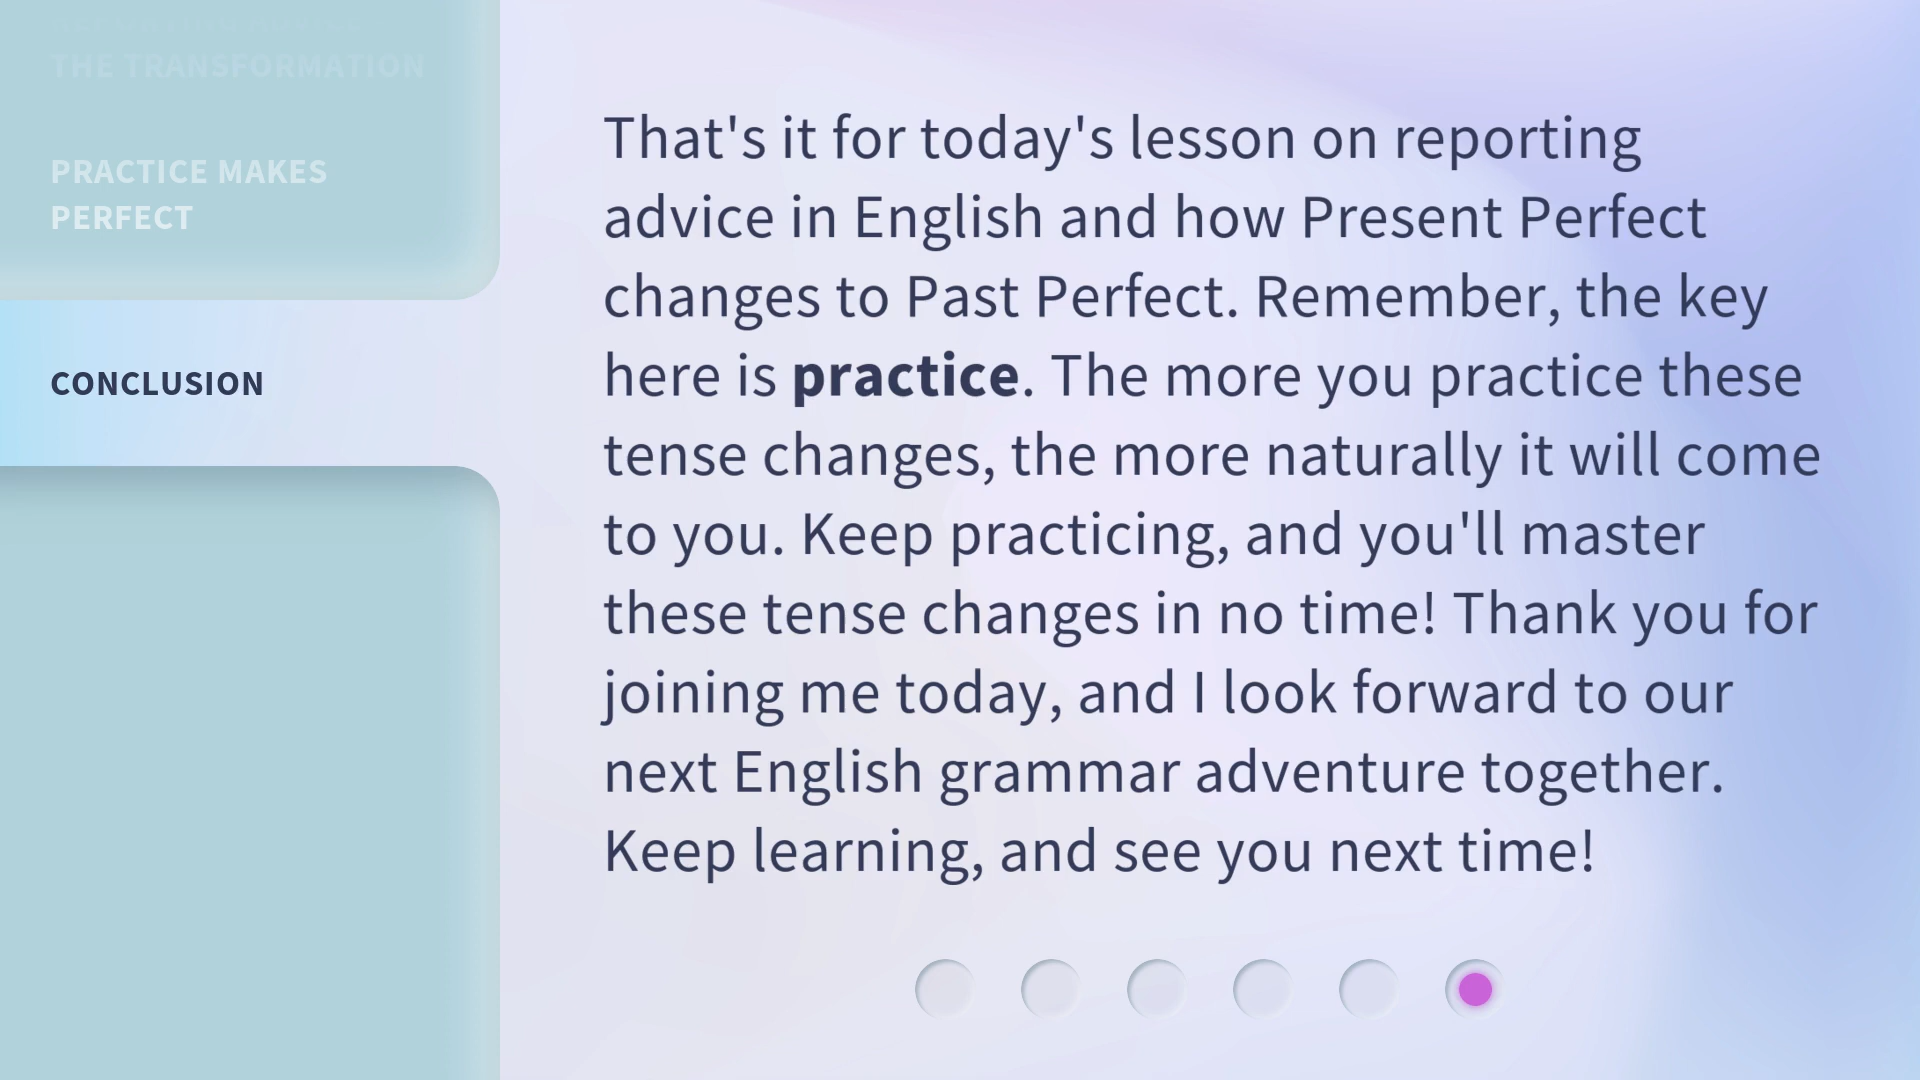 THE TRANSFORMATION
PRACTICE MAKES
PERFECT
CONCLUSION
That's it for today's lesson on reporting
advice in English and how Present Perfect
changes to Past Perfect. Remember, the key
here is practice. The more you practice these
tense changes, the more naturally it will come
to you. Keep practicing, and you'll master
these tense changes in no time! Thank you for
joining me today, and I look forward to our
next English grammar adventure together.
Keep learning, and see you next time!